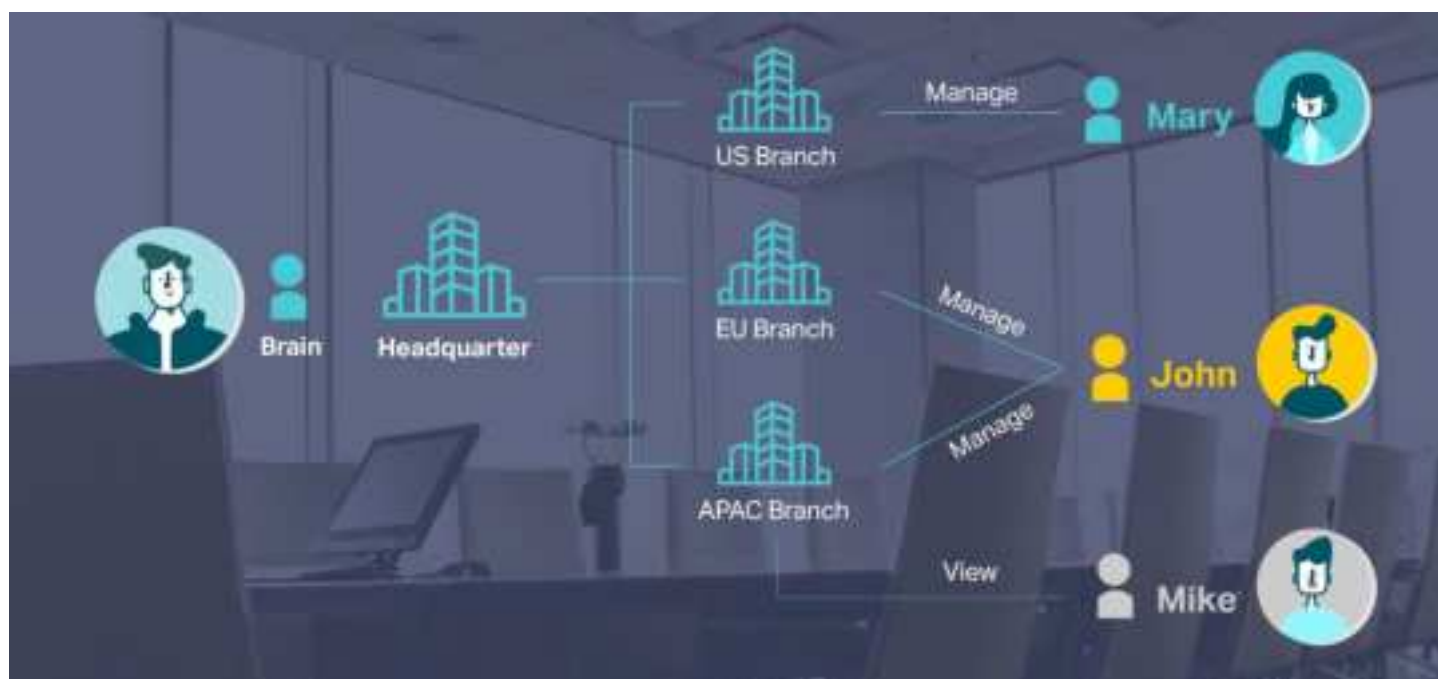 Manage
Mary
US Branch
Manage
EU Branch
Brain
Headquarter
John
Manage
APAC Branch
View
Mike